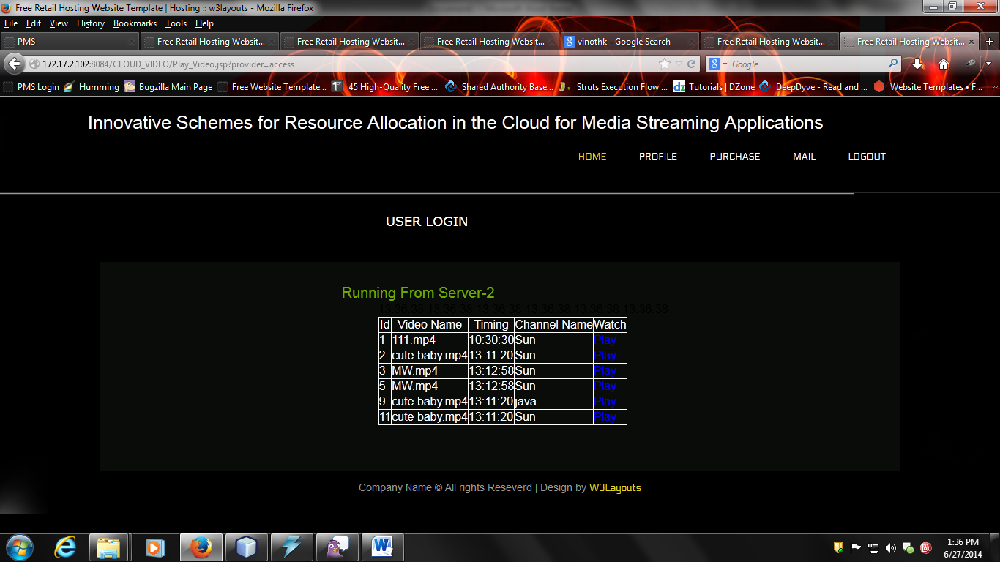 Free Retail Hosting Website Template | Hosting :: w3layouts - Mozilla Firefox
File Edit View History Bookmarks Tools Help
PMS Free Retail Hosting Websit... Free Retail Hosting Websit... Free Retail Hosting Websit... vinothk - Google Search Free Retail Hosting Websit... Free Retail Hosting Websit...
172.17.2.102:8084/CLOUD_VIDEO/Play_Video.jsp?provider=access Google
PMS Login Humming Bugzilla Main Page Free Website Template... 45 High-Quality Free ... Shared Authority Base... Struts Execution Flow ... Tutorials | DZone DeepDyve - Read and ... Website Templates • F...
Innovative Schemes for Resource Allocation in the Cloud for Media Streaming Applications
HOME PROFILE PURCHASE MAIL LOGOUT
USER LOGIN
Running From Server-2
13:36:38 13:36:38 13:36:38 13:36:38 13:36:38 13:36:38
Id Video Name Timing Channel Name Watch
1 111.mp4 10:30:30 Sun Play
2 cute baby.mp4 13:11:20 Sun Play
3 MW.mp4 13:12:58 Sun Play
5 MW.mp4 13:12:58 Sun Play
9 cute baby.mp4 13:11:20 java Play
11 cute baby.mp4 13:11:20 Sun Play
Company Name © All rights Reseverd | Design by W3Layouts
1:36 PM
6/27/2014